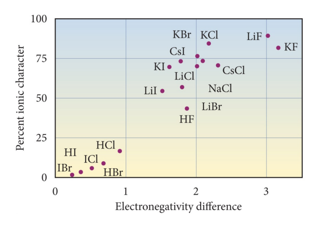 Percent ionic character
100
75
50
25
0
KBr
KCl
LiF
KF
CsI
KI
CsCl
LiCl
LiI
NaCl
LiBr
HF
HCl
HI
ICl
IBr
HBr
0
1
2
3
Electronegativity difference